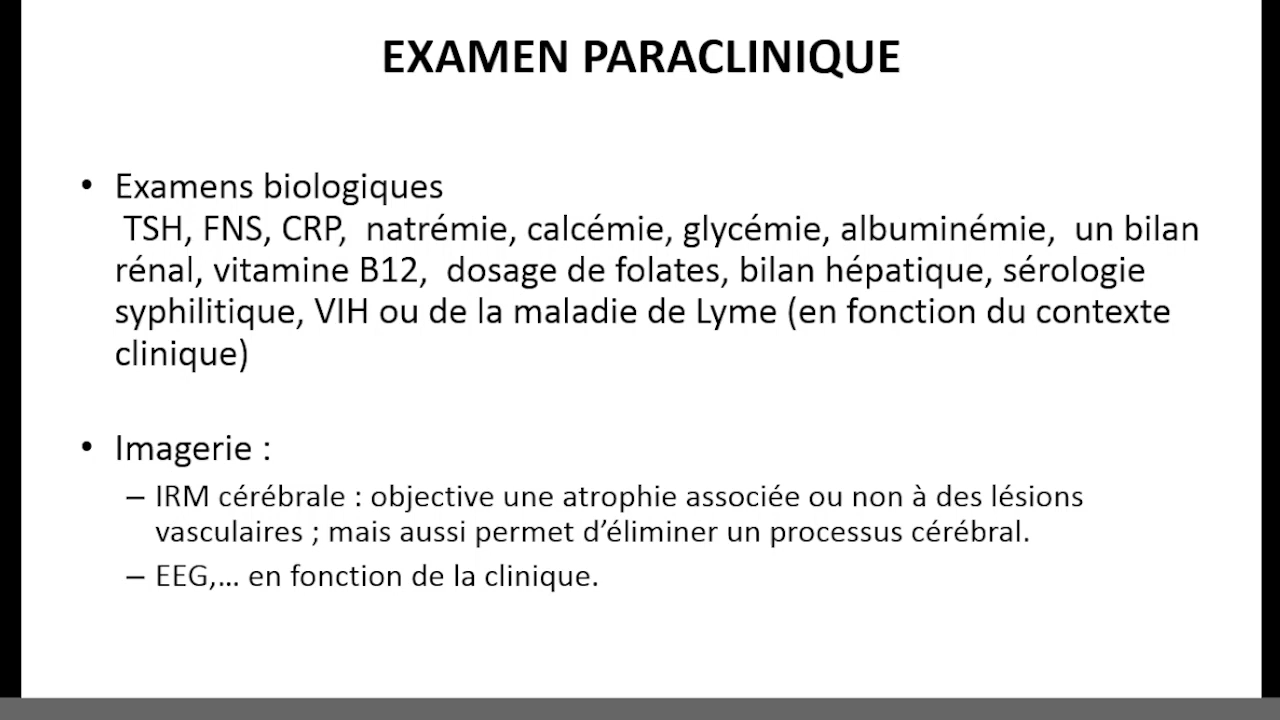 EXAMEN PARACLINIQUE
• Examens biologiques
TSH, FNS, CRP, natrémie, calcémie, glycémie, albuminémie, un bilan
rénal, vitamine B12, dosage de folates, bilan hépatique, sérologie
syphilitique, VIH ou de la maladie de Lyme (en fonction du contexte
clinique)
• Imagerie :
– IRM cérébrale : objective une atrophie associée ou non à des lésions
vasculaires ; mais aussi permet d’éliminer un processus cérébral.
– EEG,... en fonction de la clinique.